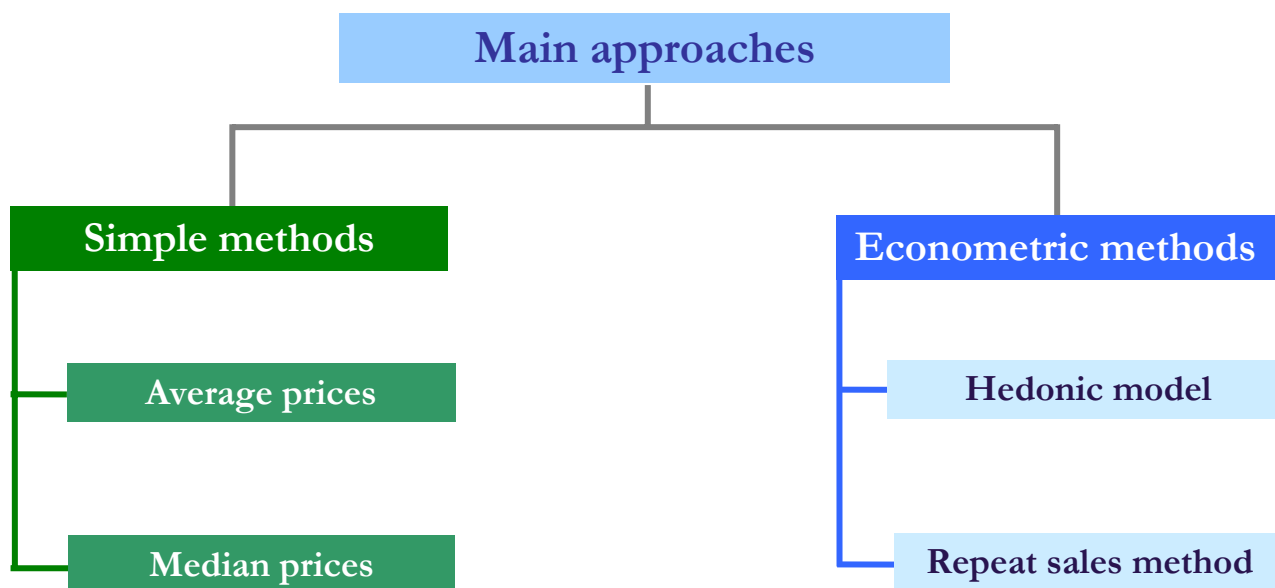 Main approaches
Simple methods
Average prices
Median prices
Econometric methods
Hedonic model
Repeat sales method